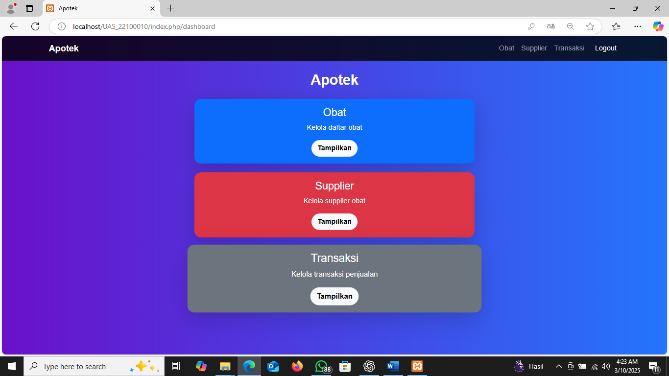 Apotek
localhost/UAS_22100010/index.php/dashboard
Apotek
Obat Supplier Transaksi Logout
Apotek
Obat
Kelola daftar obat
Tampilkan
Supplier
Kelola supplier obat
Tampilkan
Transaksi
Kelola transaksi penjualan
Tampilkan
Type here to search
Hasil
4:23 AM
3/10/2025